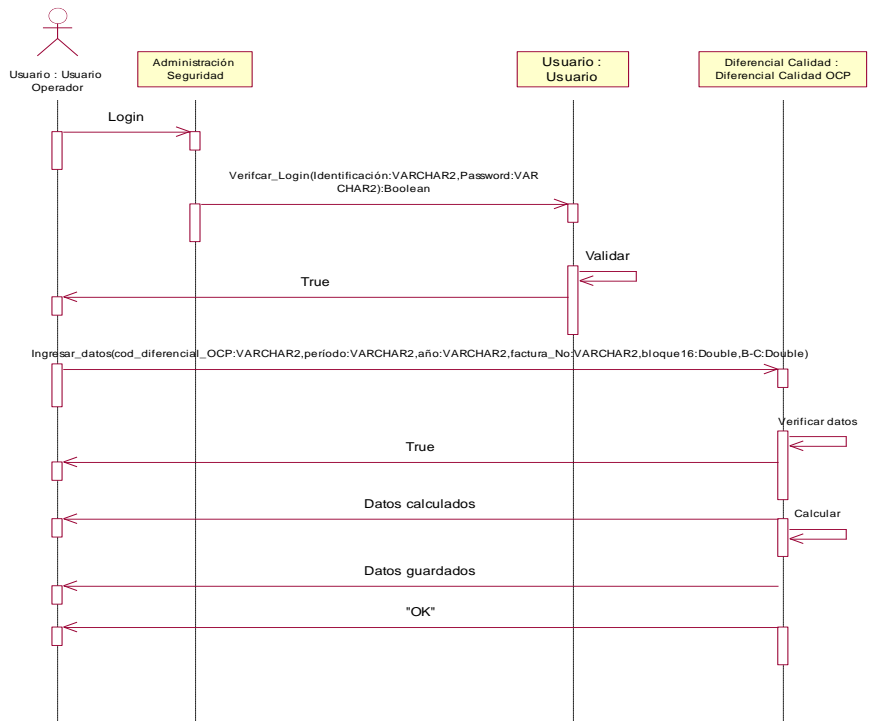 Usuario : Usuario
Operador
Administración
Seguridad
Usuario :
Usuario
Diferencial Calidad :
Diferencial Calidad OCP
Login
Verifcar_Login(Identificación:VARCHAR2,Password:VAR
CHAR2):Boolean
Validar
True
Ingresar_datos(cod_diferencial_OCP:VARCHAR2,período:VARCHAR2,año:VARCHAR2,factura_No:VARCHAR2,bloque16:Double,B-C:Double)
Verificar datos
True
Datos calculados
Calcular
Datos guardados
"OK"